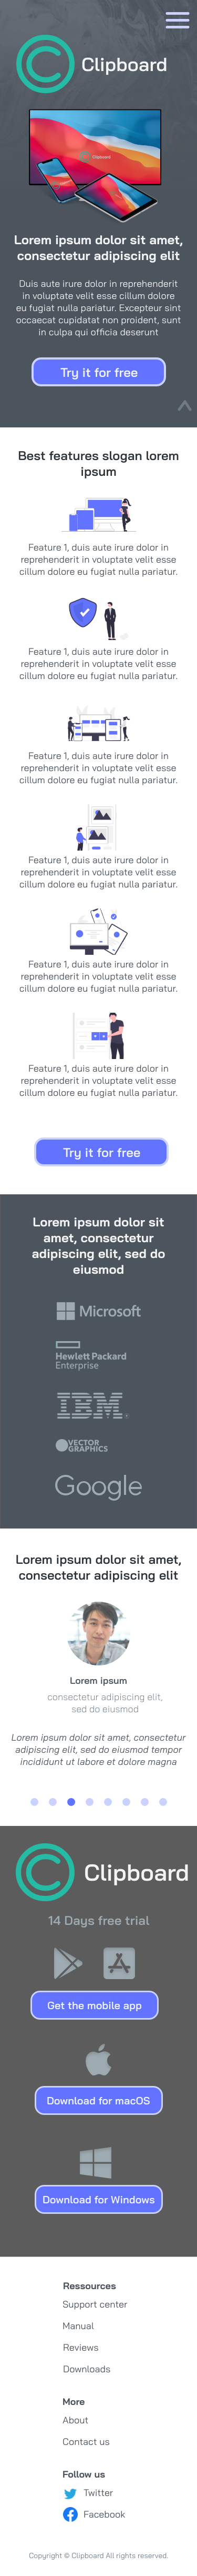 Clipboard
Clipboard
Lorem ipsum dolor sit amet,
consectetur adipiscing elit
Duis aute irure dolor in reprehenderit
in voluptate velit esse cillum dolore
eu fugiat nulla pariatur. Excepteur sint
occaecat cupidatat non proident, sunt
in culpa qui officia deserunt
Try it for free
Best features slogan lorem
ipsum
Feature 1, duis aute irure dolor in
reprehenderit in voluptate velit esse
cillum dolore eu fugiat nulla pariatur.
Feature 1, duis aute irure dolor in
reprehenderit in voluptate velit esse
cillum dolore eu fugiat nulla pariatur.
Feature 1, duis aute irure dolor in
reprehenderit in voluptate velit esse
cillum dolore eu fugiat nulla pariatur.
Feature 1, duis aute irure dolor in
reprehenderit in voluptate velit esse
cillum dolore eu fugiat nulla pariatur.
Feature 1, duis aute irure dolor in
reprehenderit in voluptate velit esse
cillum dolore eu fugiat nulla pariatur.
Feature 1, duis aute irure dolor in
reprehenderit in voluptate velit esse
cillum dolore eu fugiat nulla pariatur.
Try it for free
Lorem ipsum dolor sit
amet, consectetur
adipiscing elit, sed do
eiusmod
Microsoft
Hewlett Packard
Enterprise
IBM
VECTOR
GRAPHICS
Google
Lorem ipsum dolor sit amet,
consectetur adipiscing elit
Lorem ipsum
consectetur adipiscing elit,
sed do eiusmod
Lorem ipsum dolor sit amet, consectetur
adipiscing elit, sed do eiusmod tempor
incididunt ut labore et dolore magna
Clipboard
14 Days free trial
Get the mobile app
Download for macOS
Download for Windows
Ressources
Support center
Manual
Reviews
Downloads
More
About
Contact us
Follow us
Twitter
Facebook
Copyright © Clipboard All rights reserved.